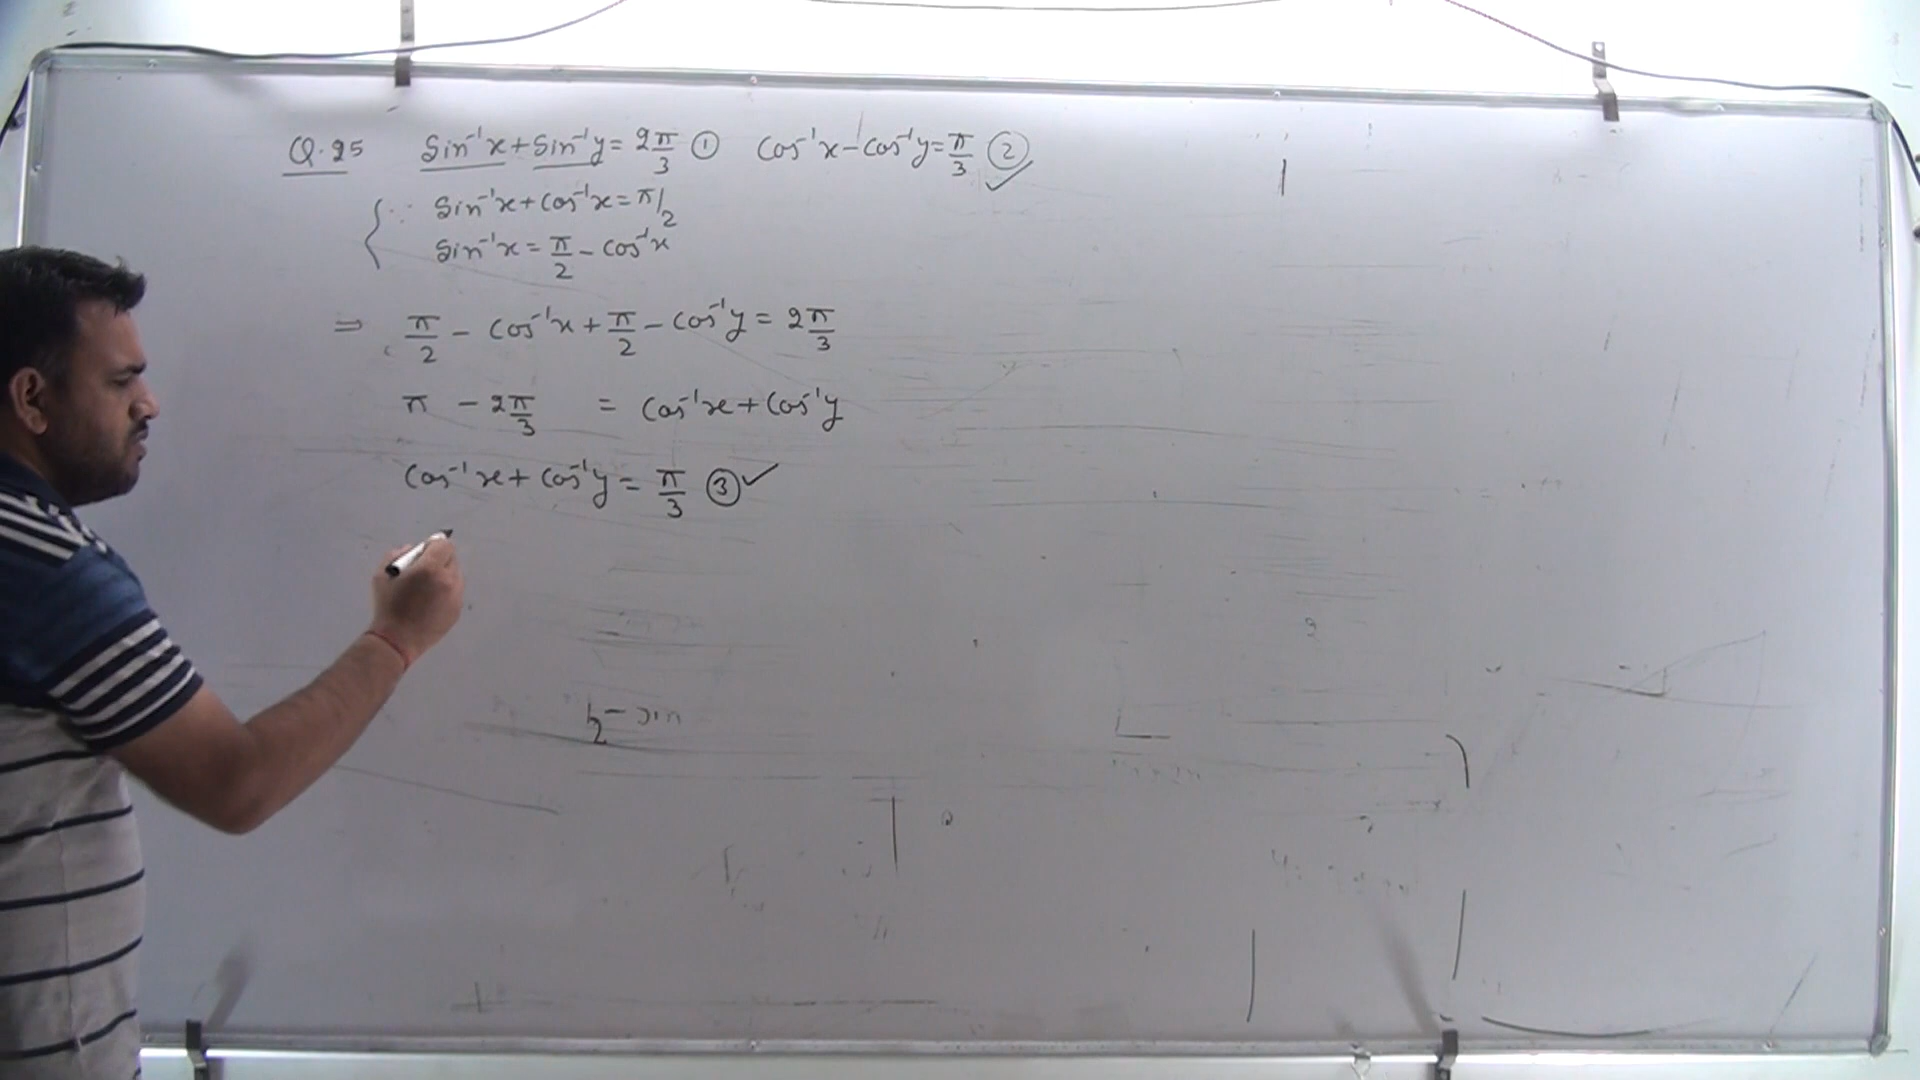 Q.25 Sin⁻¹x + Sin⁻¹y = 2π/3 ① Cos⁻¹x - Cos⁻¹y = π/3 ②
∵ Sin⁻¹x + Cos⁻¹x = π/2
Sin⁻¹x = π/2 - Cos⁻¹x
⇒ π/2 - Cos⁻¹x + π/2 - Cos⁻¹y = 2π/3
π - 2π/3 = Cos⁻¹x + Cos⁻¹y
Cos⁻¹x + Cos⁻¹y = π/3 ③